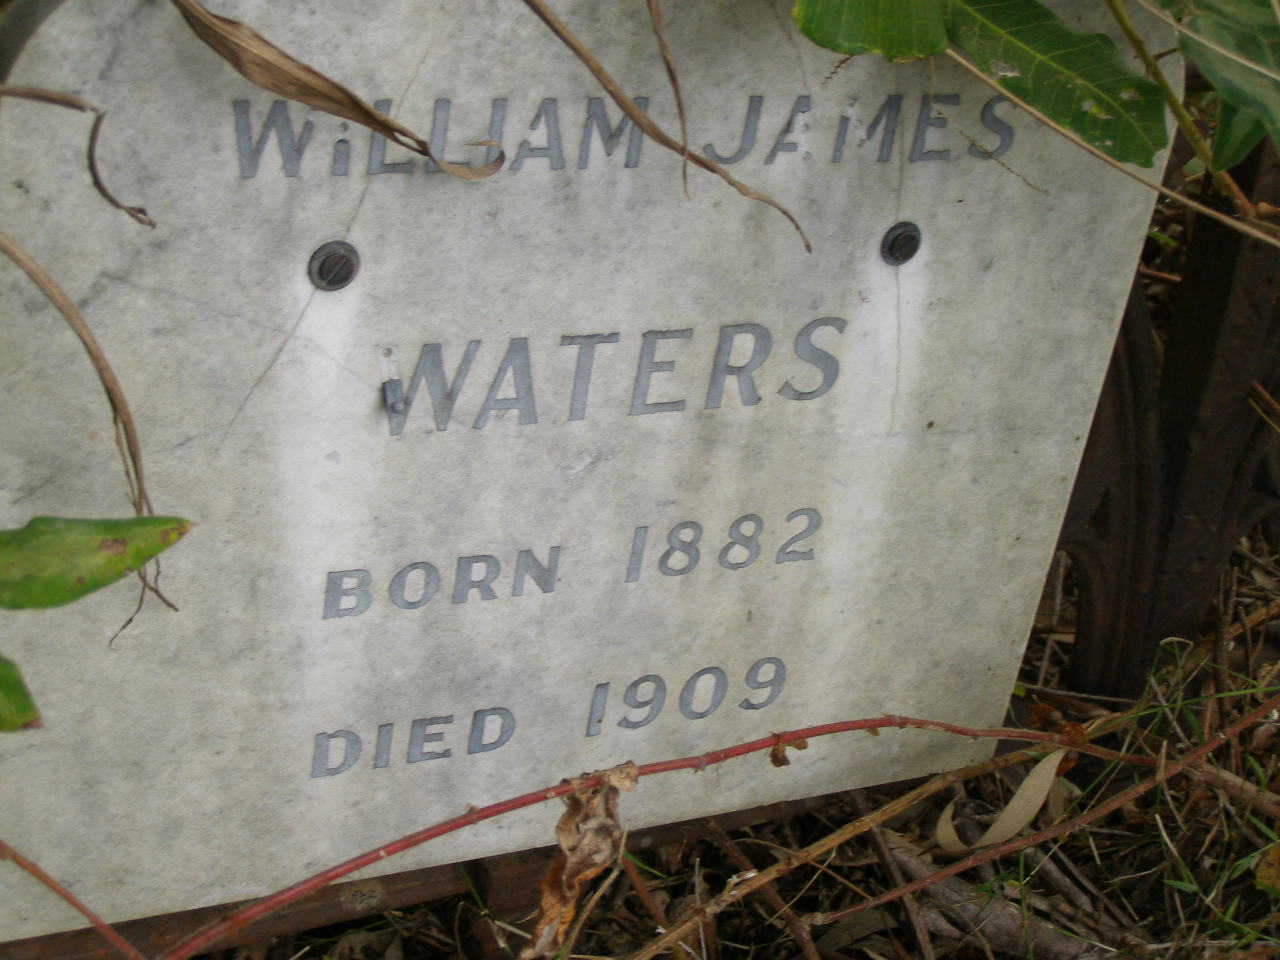 WILLIAM JAMES
WATERS
BORN 1882
DIED 1909